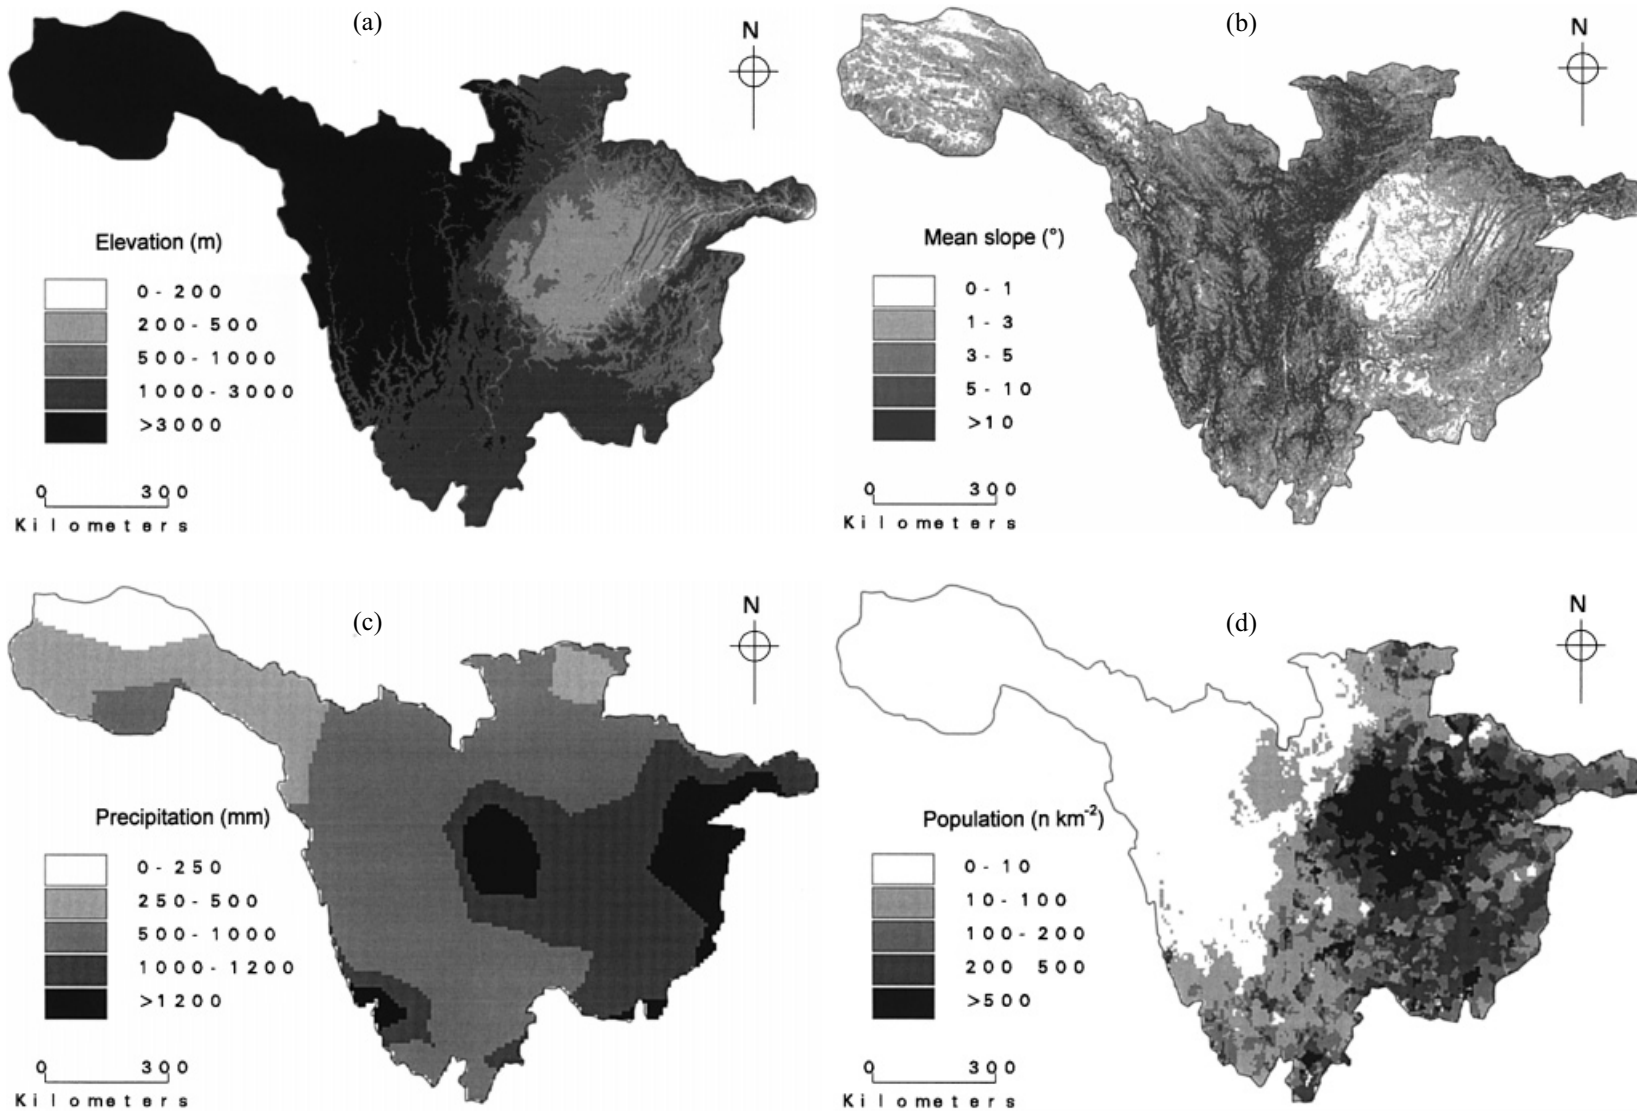 (a)
N
Elevation (m)
0-200
200-500
500-1000
1000-3000
>3000
0 300
Kilometers
(b)
N
Mean slope (°)
0-1
1-3
3-5
5-10
>10
0 300
Kilometers
(c)
N
Precipitation (mm)
0-250
250-500
500-1000
1000-1200
>1200
0 300
Kilometers
(d)
N
Population (n km-2)
0-10
10-100
100-200
200 500
>500
0 300
Kilometers